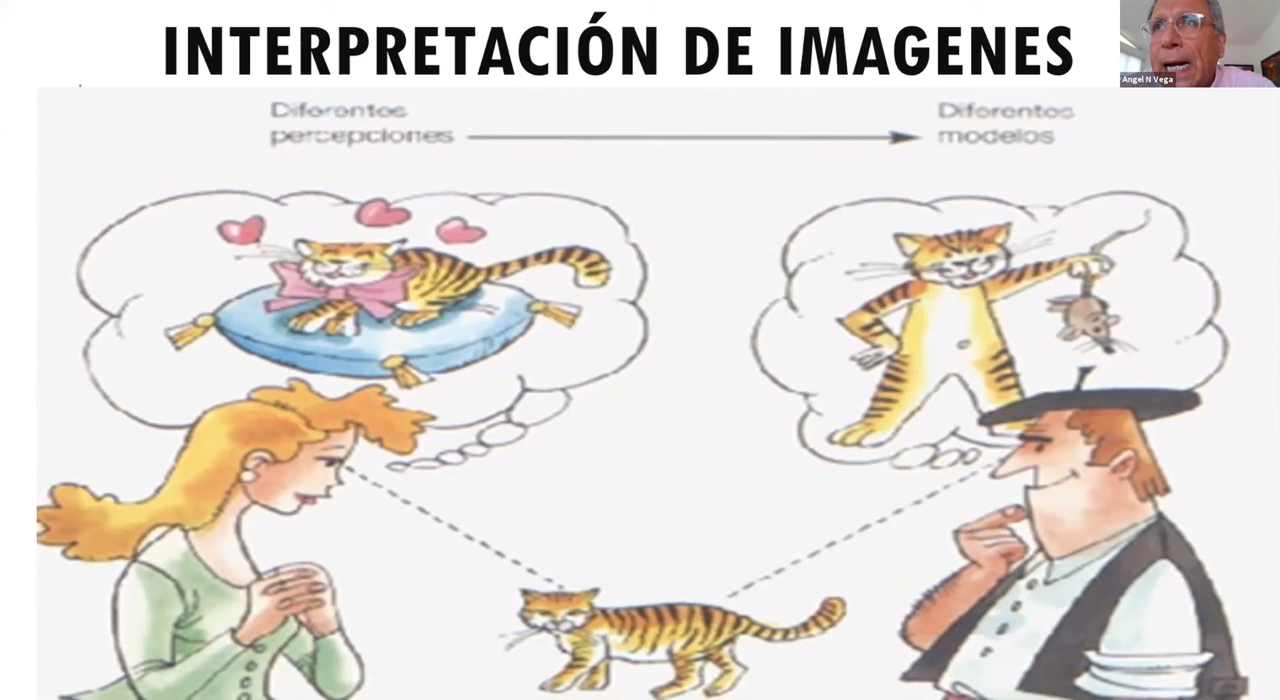 INTERPRETACIÓN DE IMAGENES
Angel N Vega
Diferentes
percepciones
Diferentes
modelos